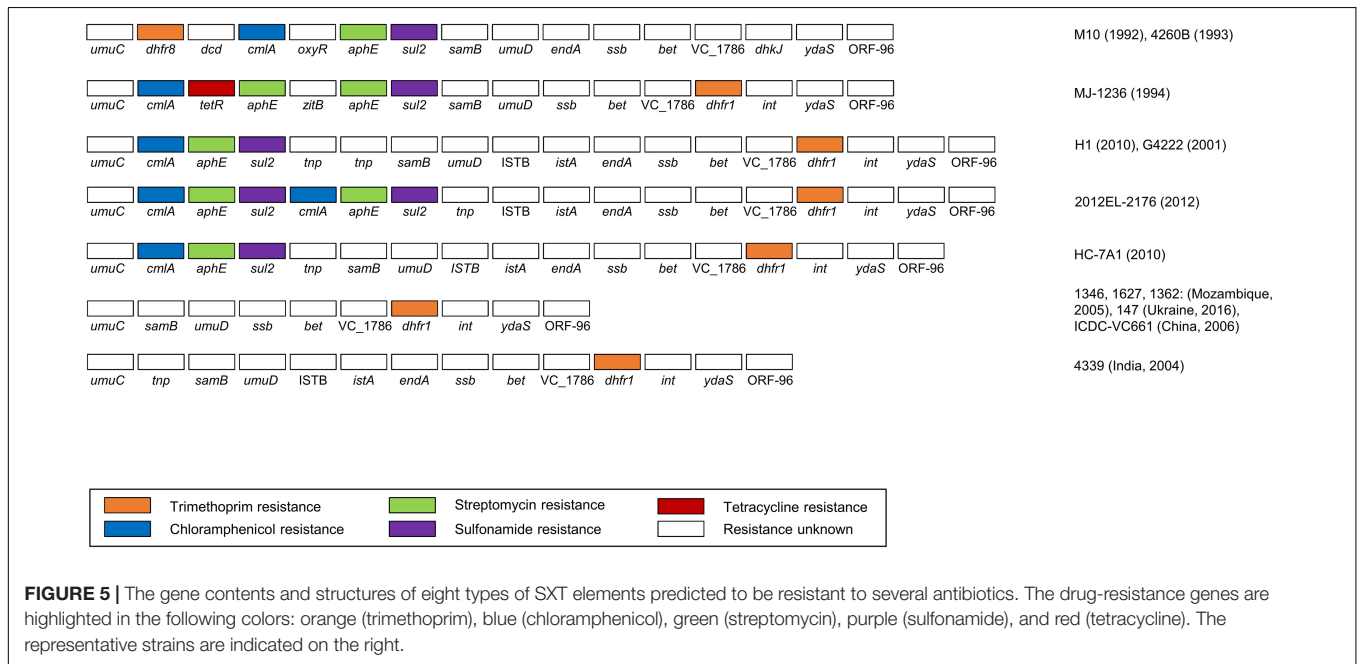 umuC dhfr8 dcd cmlA oxyR aphE sul2 samB umuD endA ssb bet VC_1786 dhkJ ydaS ORF-96
M10 (1992), 4260B (1993)
umuC cmlA tetR aphE zitB aphE sul2 samB umuD ssb bet VC_1786 dhfr1 int ydaS ORF-96
MJ-1236 (1994)
umuC cmlA aphE sul2 tnp tnp samB umuD ISTB istA endA ssb bet VC_1786 dhfr1 int ydaS ORF-96
H1 (2010), G4222 (2001)
umuC cmlA aphE sul2 cmlA aphE sul2 tnp ISTB istA endA ssb bet VC_1786 dhfr1 int ydaS ORF-96
2012EL-2176 (2012)
umuC cmlA aphE sul2 tnp samB umuD ISTB istA endA ssb bet VC_1786 dhfr1 int ydaS ORF-96
HC-7A1 (2010)
umuC samB umuD ssb bet VC_1786 dhfr1 int ydaS ORF-96
1346, 1627, 1362: (Mozambique,
2005), 147 (Ukraine, 2016),
ICDC-VC661 (China, 2006)
umuC tnp samB umuD ISTB istA endA ssb bet VC_1786 dhfr1 int ydaS ORF-96
4339 (India, 2004)
Trimethoprim resistance Streptomycin resistance Tetracycline resistance
Chloramphenicol resistance Sulfonamide resistance Resistance unknown
FIGURE 5 | The gene contents and structures of eight types of SXT elements predicted to be resistant to several antibiotics. The drug-resistance genes are
highlighted in the following colors: orange (trimethoprim), blue (chloramphenicol), green (streptomycin), purple (sulfonamide), and red (tetracycline). The
representative strains are indicated on the right.